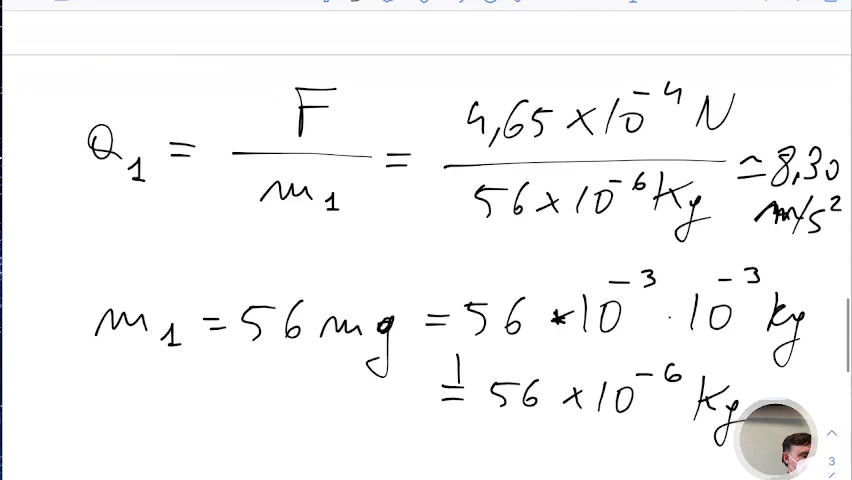 a₁ = F / m₁ = 4,65 × 10⁻⁴ N / 56 × 10⁻⁶ Kg ≃ 8,30 m/s²
m₁ = 56 mg = 56 × 10⁻³ · 10⁻³ kg
= 56 × 10⁻⁶ Kg
3